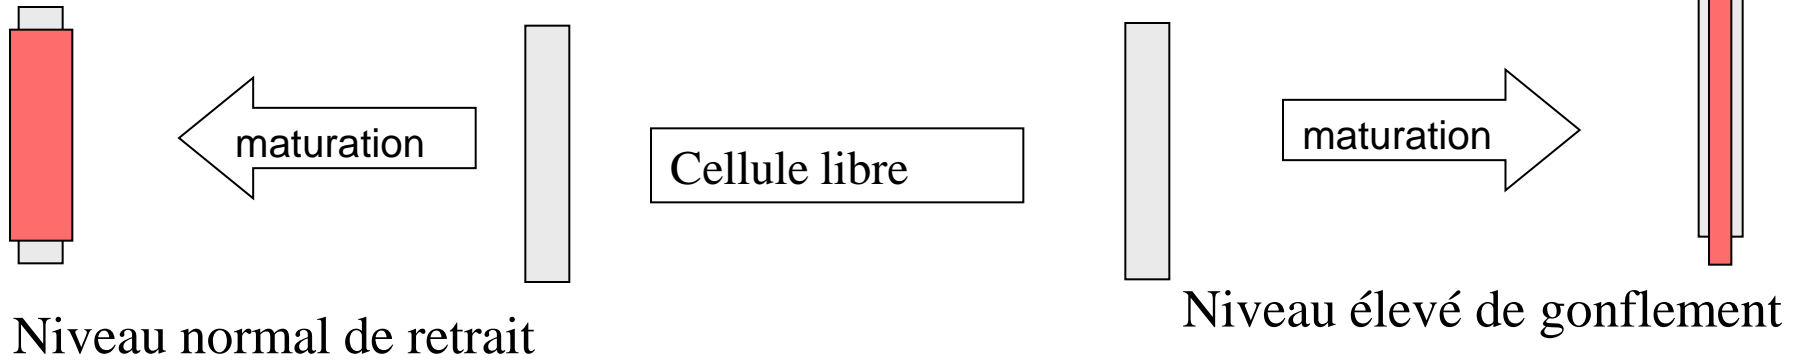 maturation
Cellule libre
maturation
Niveau normal de retrait
Niveau élevé de gonflement